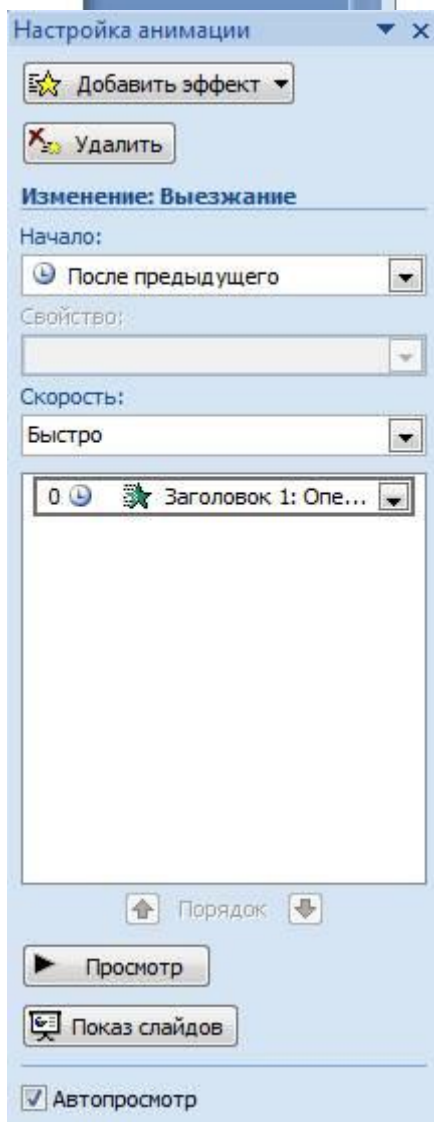 Настройка анимации
Добавить эффект
Удалить
Изменение: Выезжание
Начало:
После предыдущего
Свойство:
Скорость:
Быстро
0 Заголовок 1: Опе...
Порядок
Просмотр
Показ слайдов
Автопросмотр